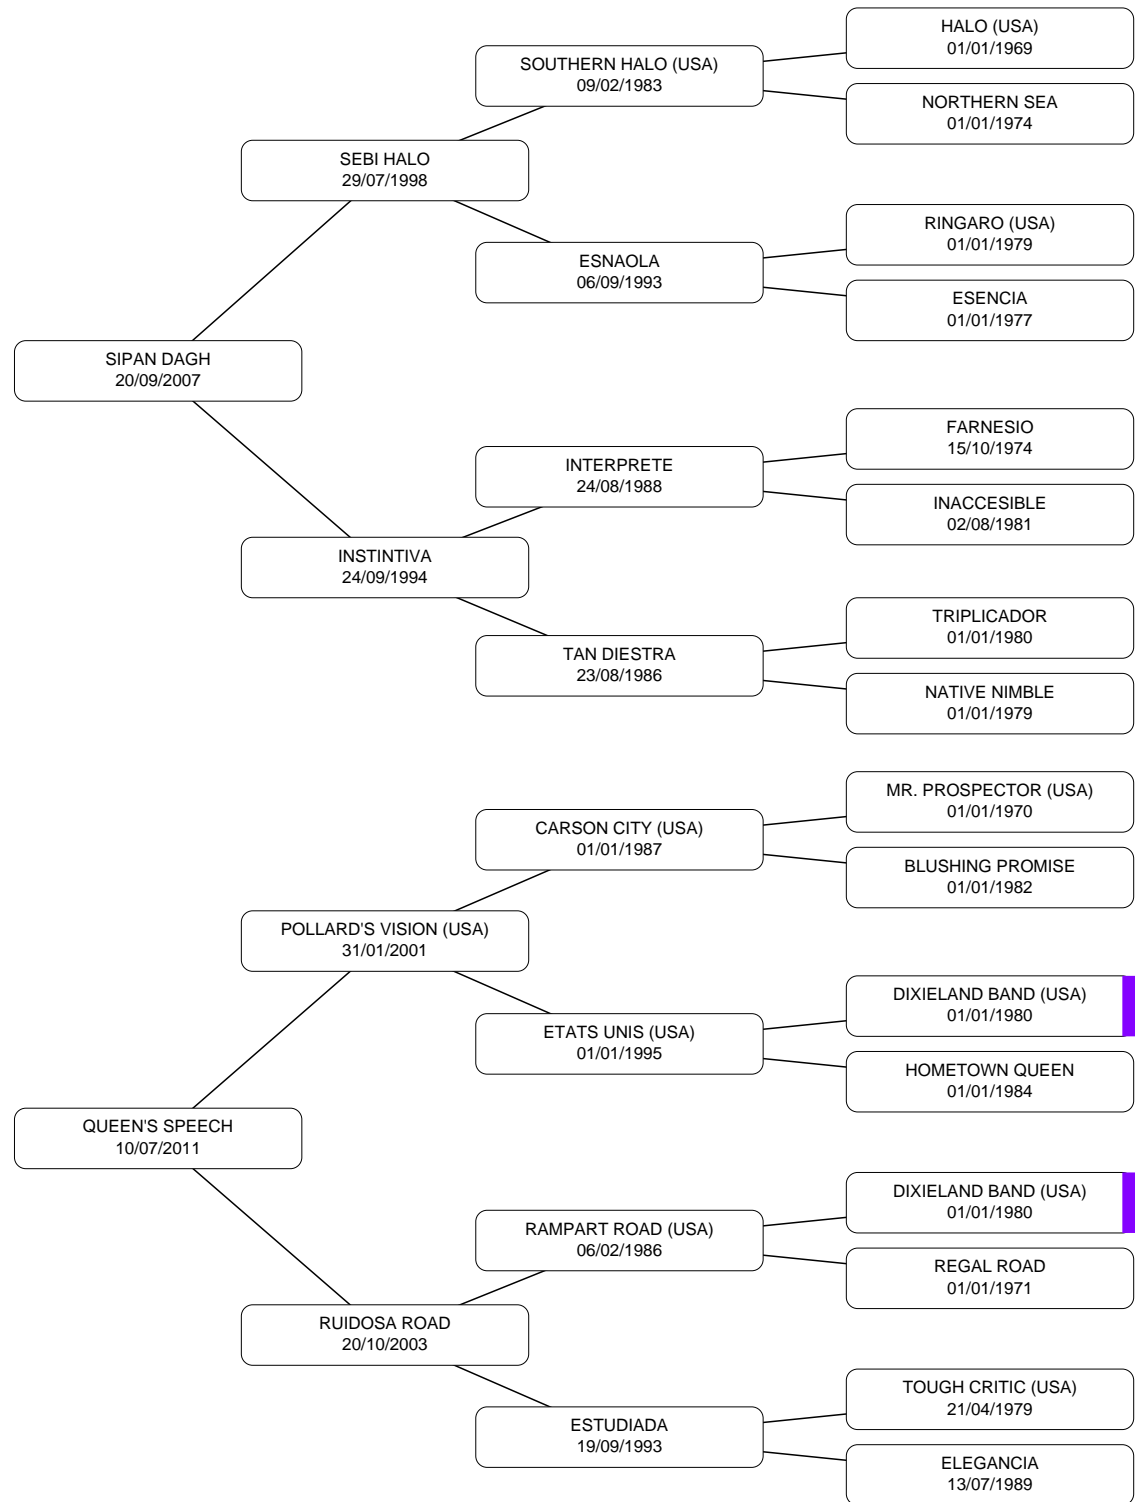 HALO (USA)
01/01/1969
SOUTHERN HALO (USA)
09/02/1983
NORTHERN SEA
01/01/1974
SEBI HALO
29/07/1998
RINGARO (USA)
01/01/1979
ESNAOLA
06/09/1993
ESENCIA
01/01/1977
SIPAN DAGH
20/09/2007
FARNESIO
15/10/1974
INTERPRETE
24/08/1988
INACCESIBLE
02/08/1981
INSTINTIVA
24/09/1994
TRIPLICADOR
01/01/1980
TAN DIESTRA
23/08/1986
NATIVE NIMBLE
01/01/1979
MR. PROSPECTOR (USA)
01/01/1970
CARSON CITY (USA)
01/01/1987
BLUSHING PROMISE
01/01/1982
POLLARD'S VISION (USA)
31/01/2001
DIXIELAND BAND (USA)
01/01/1980
ETATS UNIS (USA)
01/01/1995
HOMETOWN QUEEN
01/01/1984
QUEEN'S SPEECH
10/07/2011
DIXIELAND BAND (USA)
01/01/1980
RAMPART ROAD (USA)
06/02/1986
REGAL ROAD
01/01/1971
RUIDOSA ROAD
20/10/2003
TOUGH CRITIC (USA)
21/04/1979
ESTUDIADA
19/09/1993
ELEGANCIA
13/07/1989